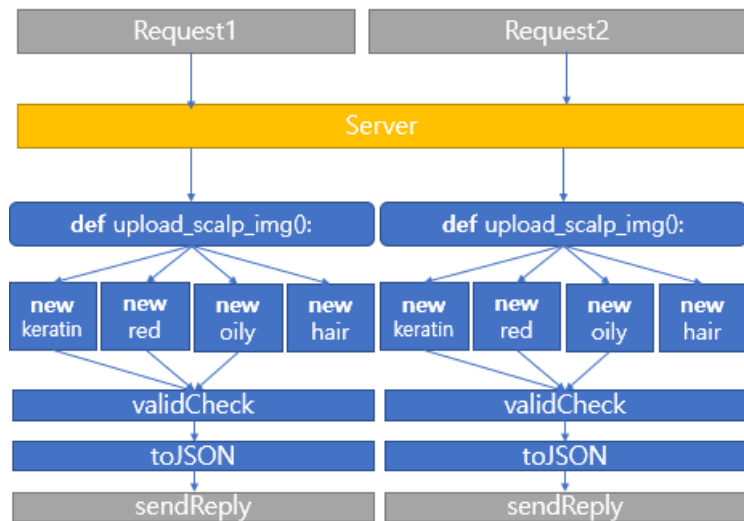 Request1
Request2
Server
def upload_scalp_img():
def upload_scalp_img():
new
keratin
new
red
new
oily
new
hair
new
keratin
new
red
new
oily
new
hair
validCheck
validCheck
toJSON
toJSON
sendReply
sendReply